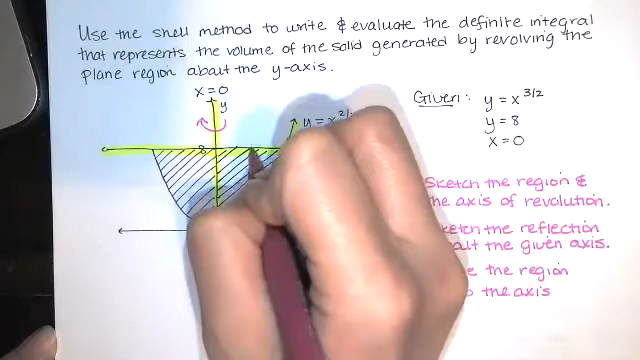 Use the shell method to write & evaluate the definite integral
that represents the volume of the solid generated by revolving the
plane region about the y-axis.
x=0
y
Given: y = x^3/2
y = x^2/
y=8
8
x=0
Sketch the region &
the axis of revolution.
the reflection
the given axis.
the region
the axis